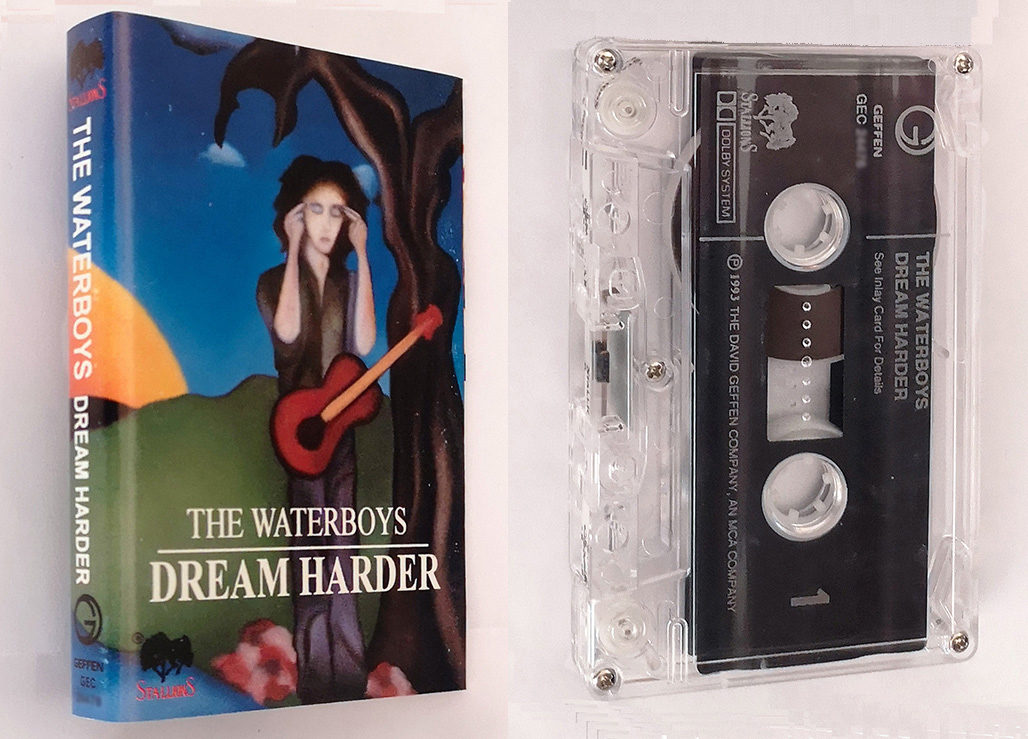 STALLIONS
THE WATERBOYS DREAM HARDER
GEFFEN
GEC
THE WATERBOYS
DREAM HARDER
©
STALLIONS
GEFFEN
GEC
STALLIONS
DOLBY SYSTEM
THE WATERBOYS
DREAM HARDER
See Inlay Card For Details
℗ 1993 THE DAVID GEFFEN COMPANY, AN MCA COMPANY
1